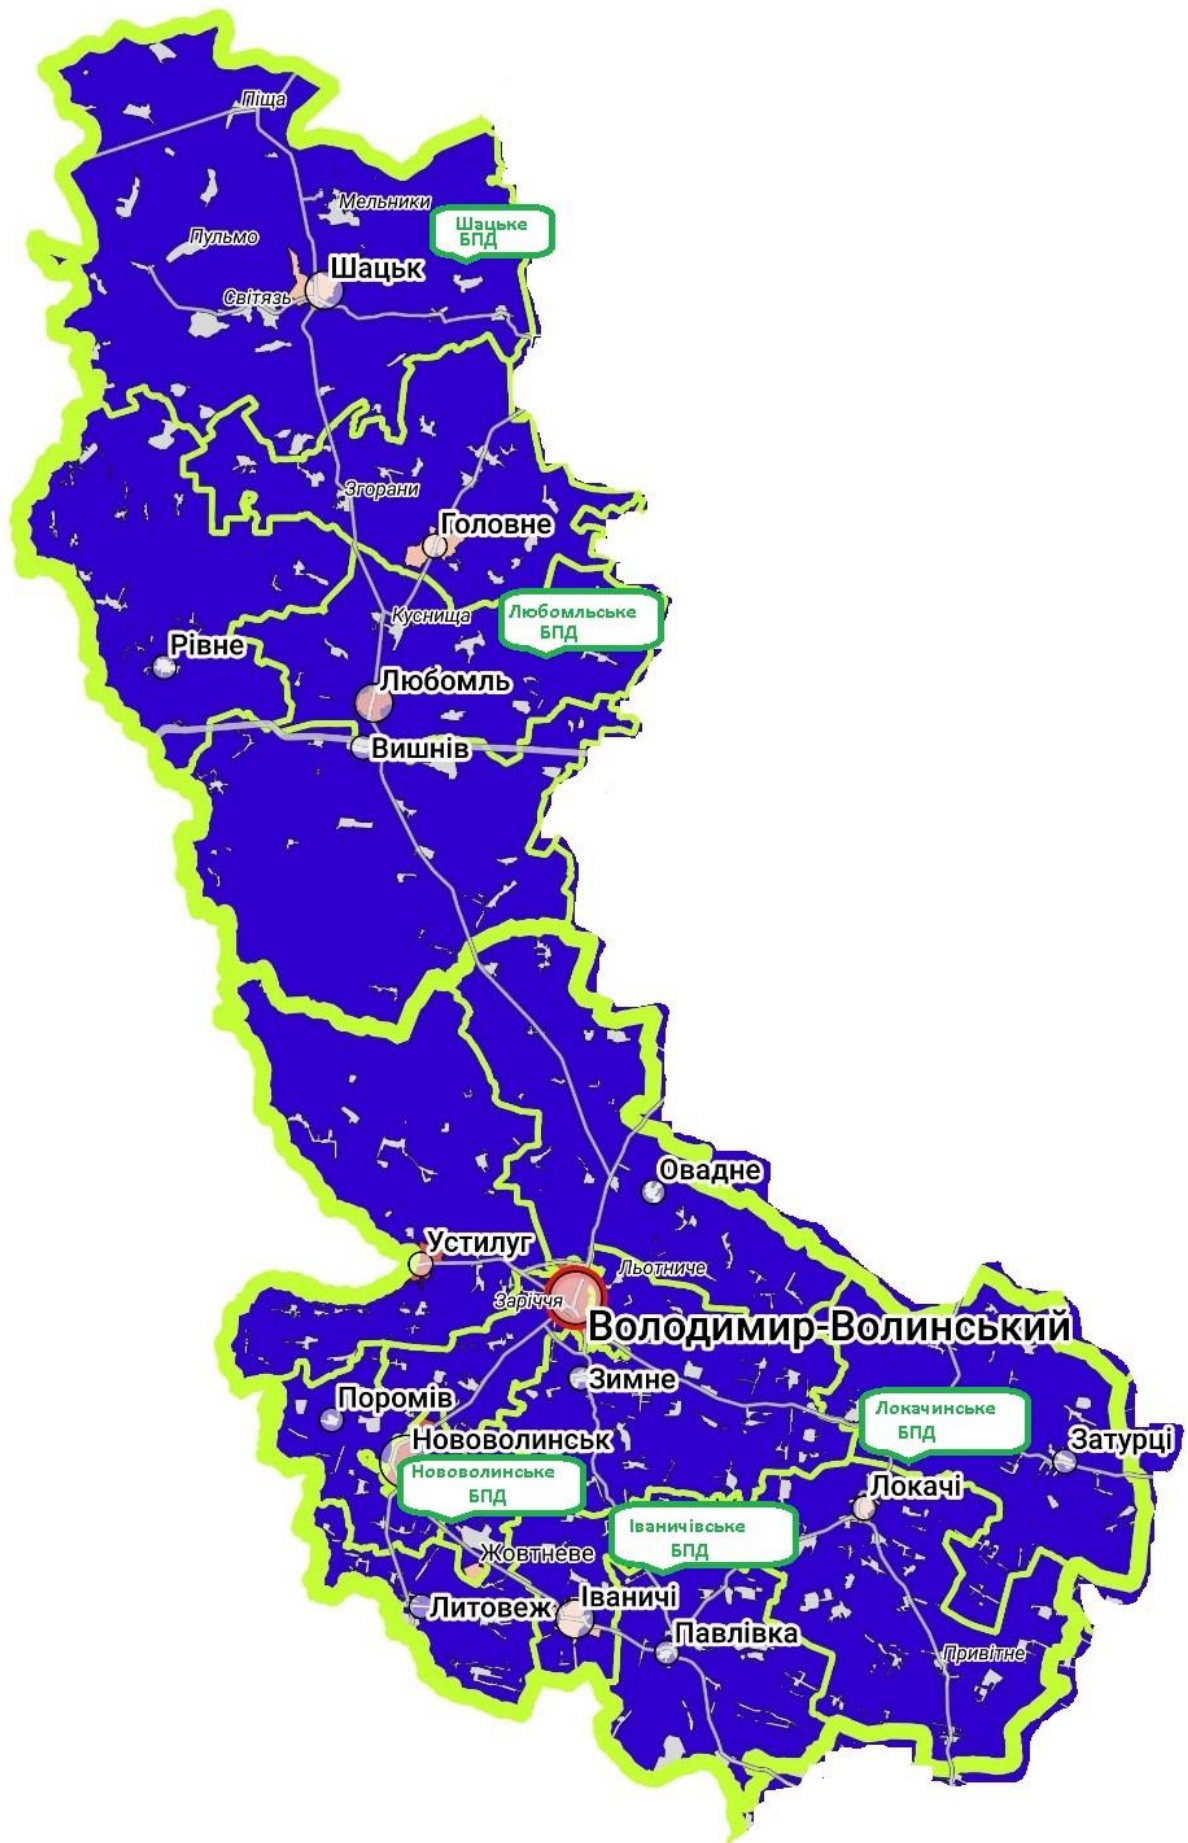 Піща
Мельники
Шацьке
БПД
Пульмо
Шацьк
Світязь
Згорани
Головне
Любомльське
БПД
Куснища
Рівне
Любомль
Вишнів
Овадне
Устилуг
Льотниче
Заріччя
Володимир-Волинський
Зимне
Поромів
Локачинське
БПД
Нововолинськ
Затурці
Нововолинське
БПД
Локачі
Іваничівське
БПД
Жовтневе
Іваничі
Литовеж
Павлівка
Привітне